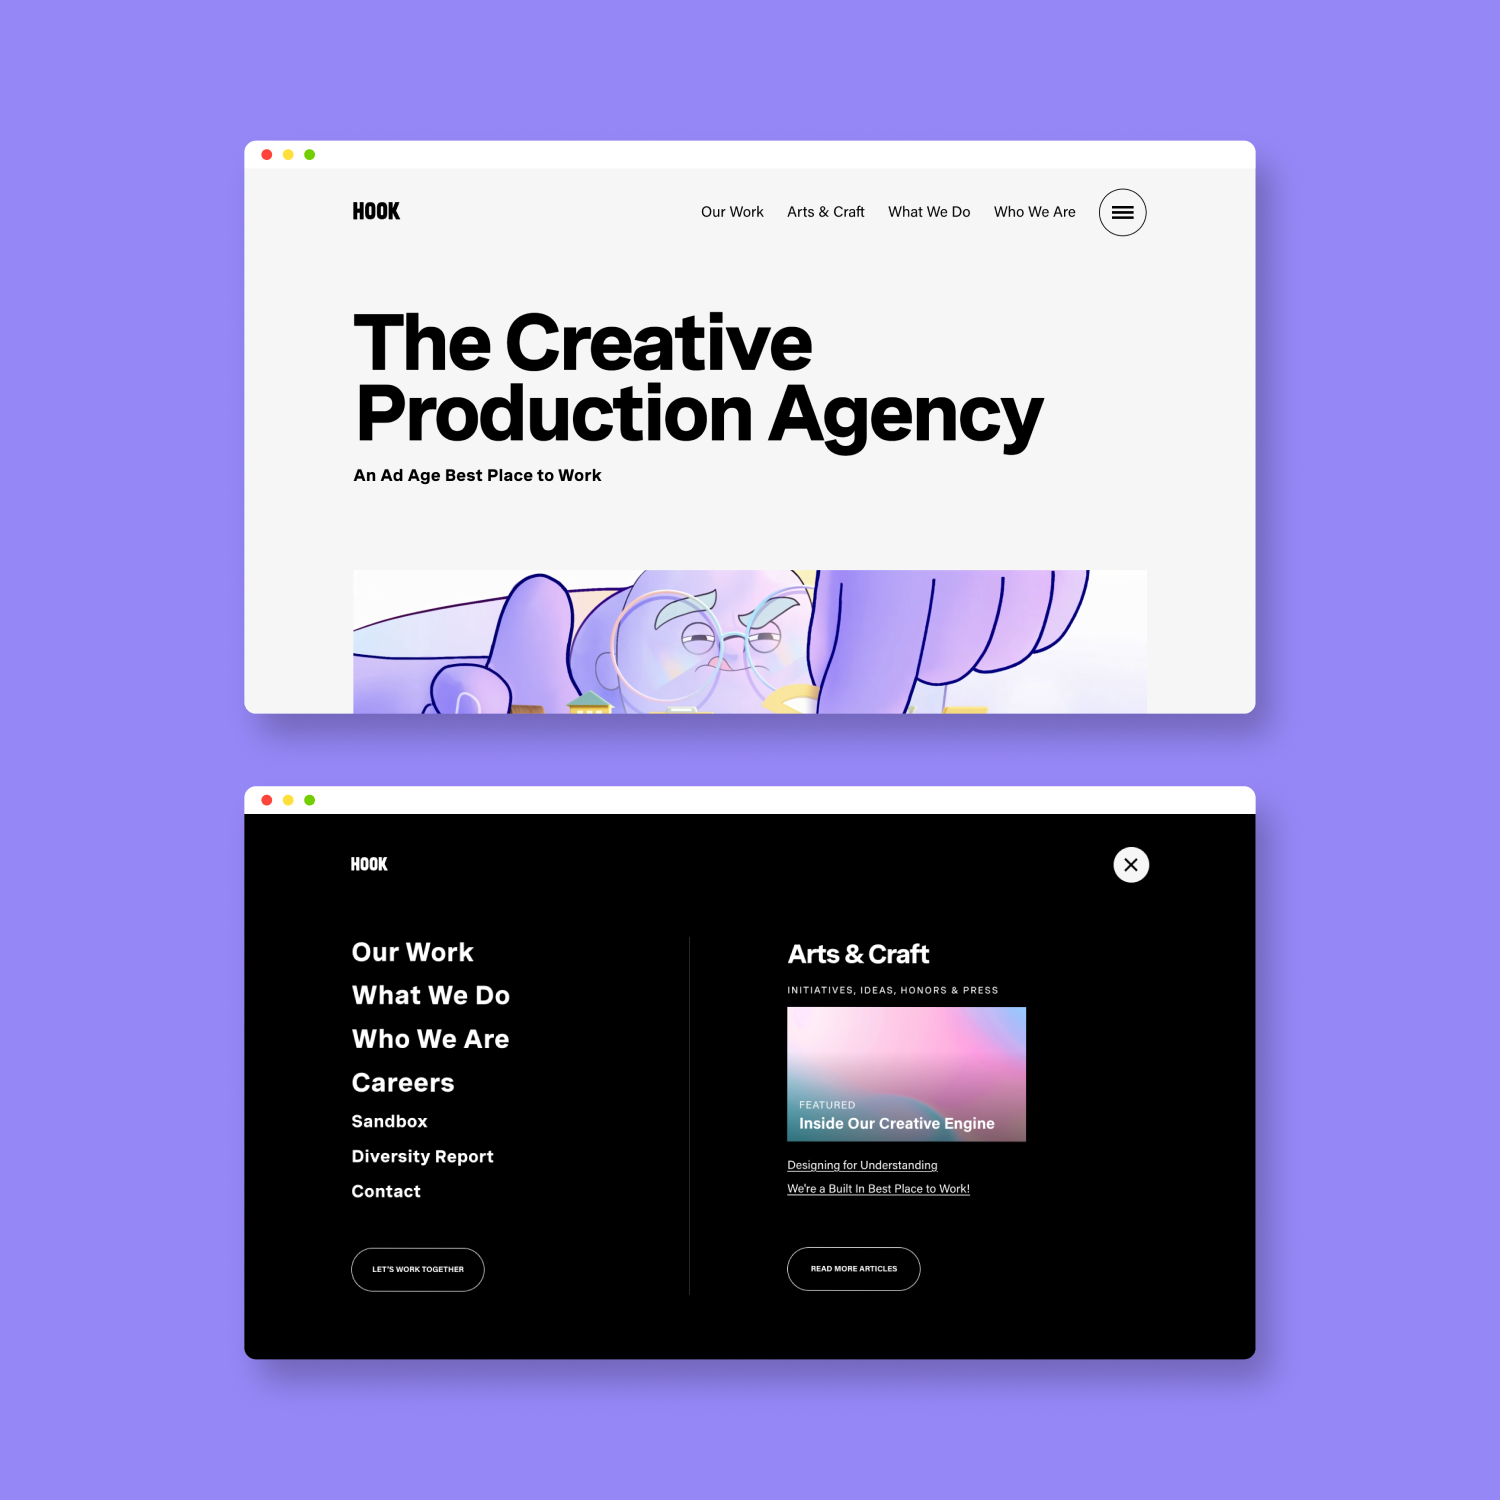 HOOK
Our Work Arts & Craft What We Do Who We Are
The Creative
Production Agency
An Ad Age Best Place to Work
HOOK
Our Work
What We Do
Who We Are
Careers
Sandbox
Diversity Report
Contact
LET'S WORK TOGETHER
Arts & Craft
INITIATIVES, IDEAS, HONORS & PRESS
FEATURED
Inside Our Creative Engine
Designing for Understanding
We're a Built In Best Place to Work!
READ MORE ARTICLES